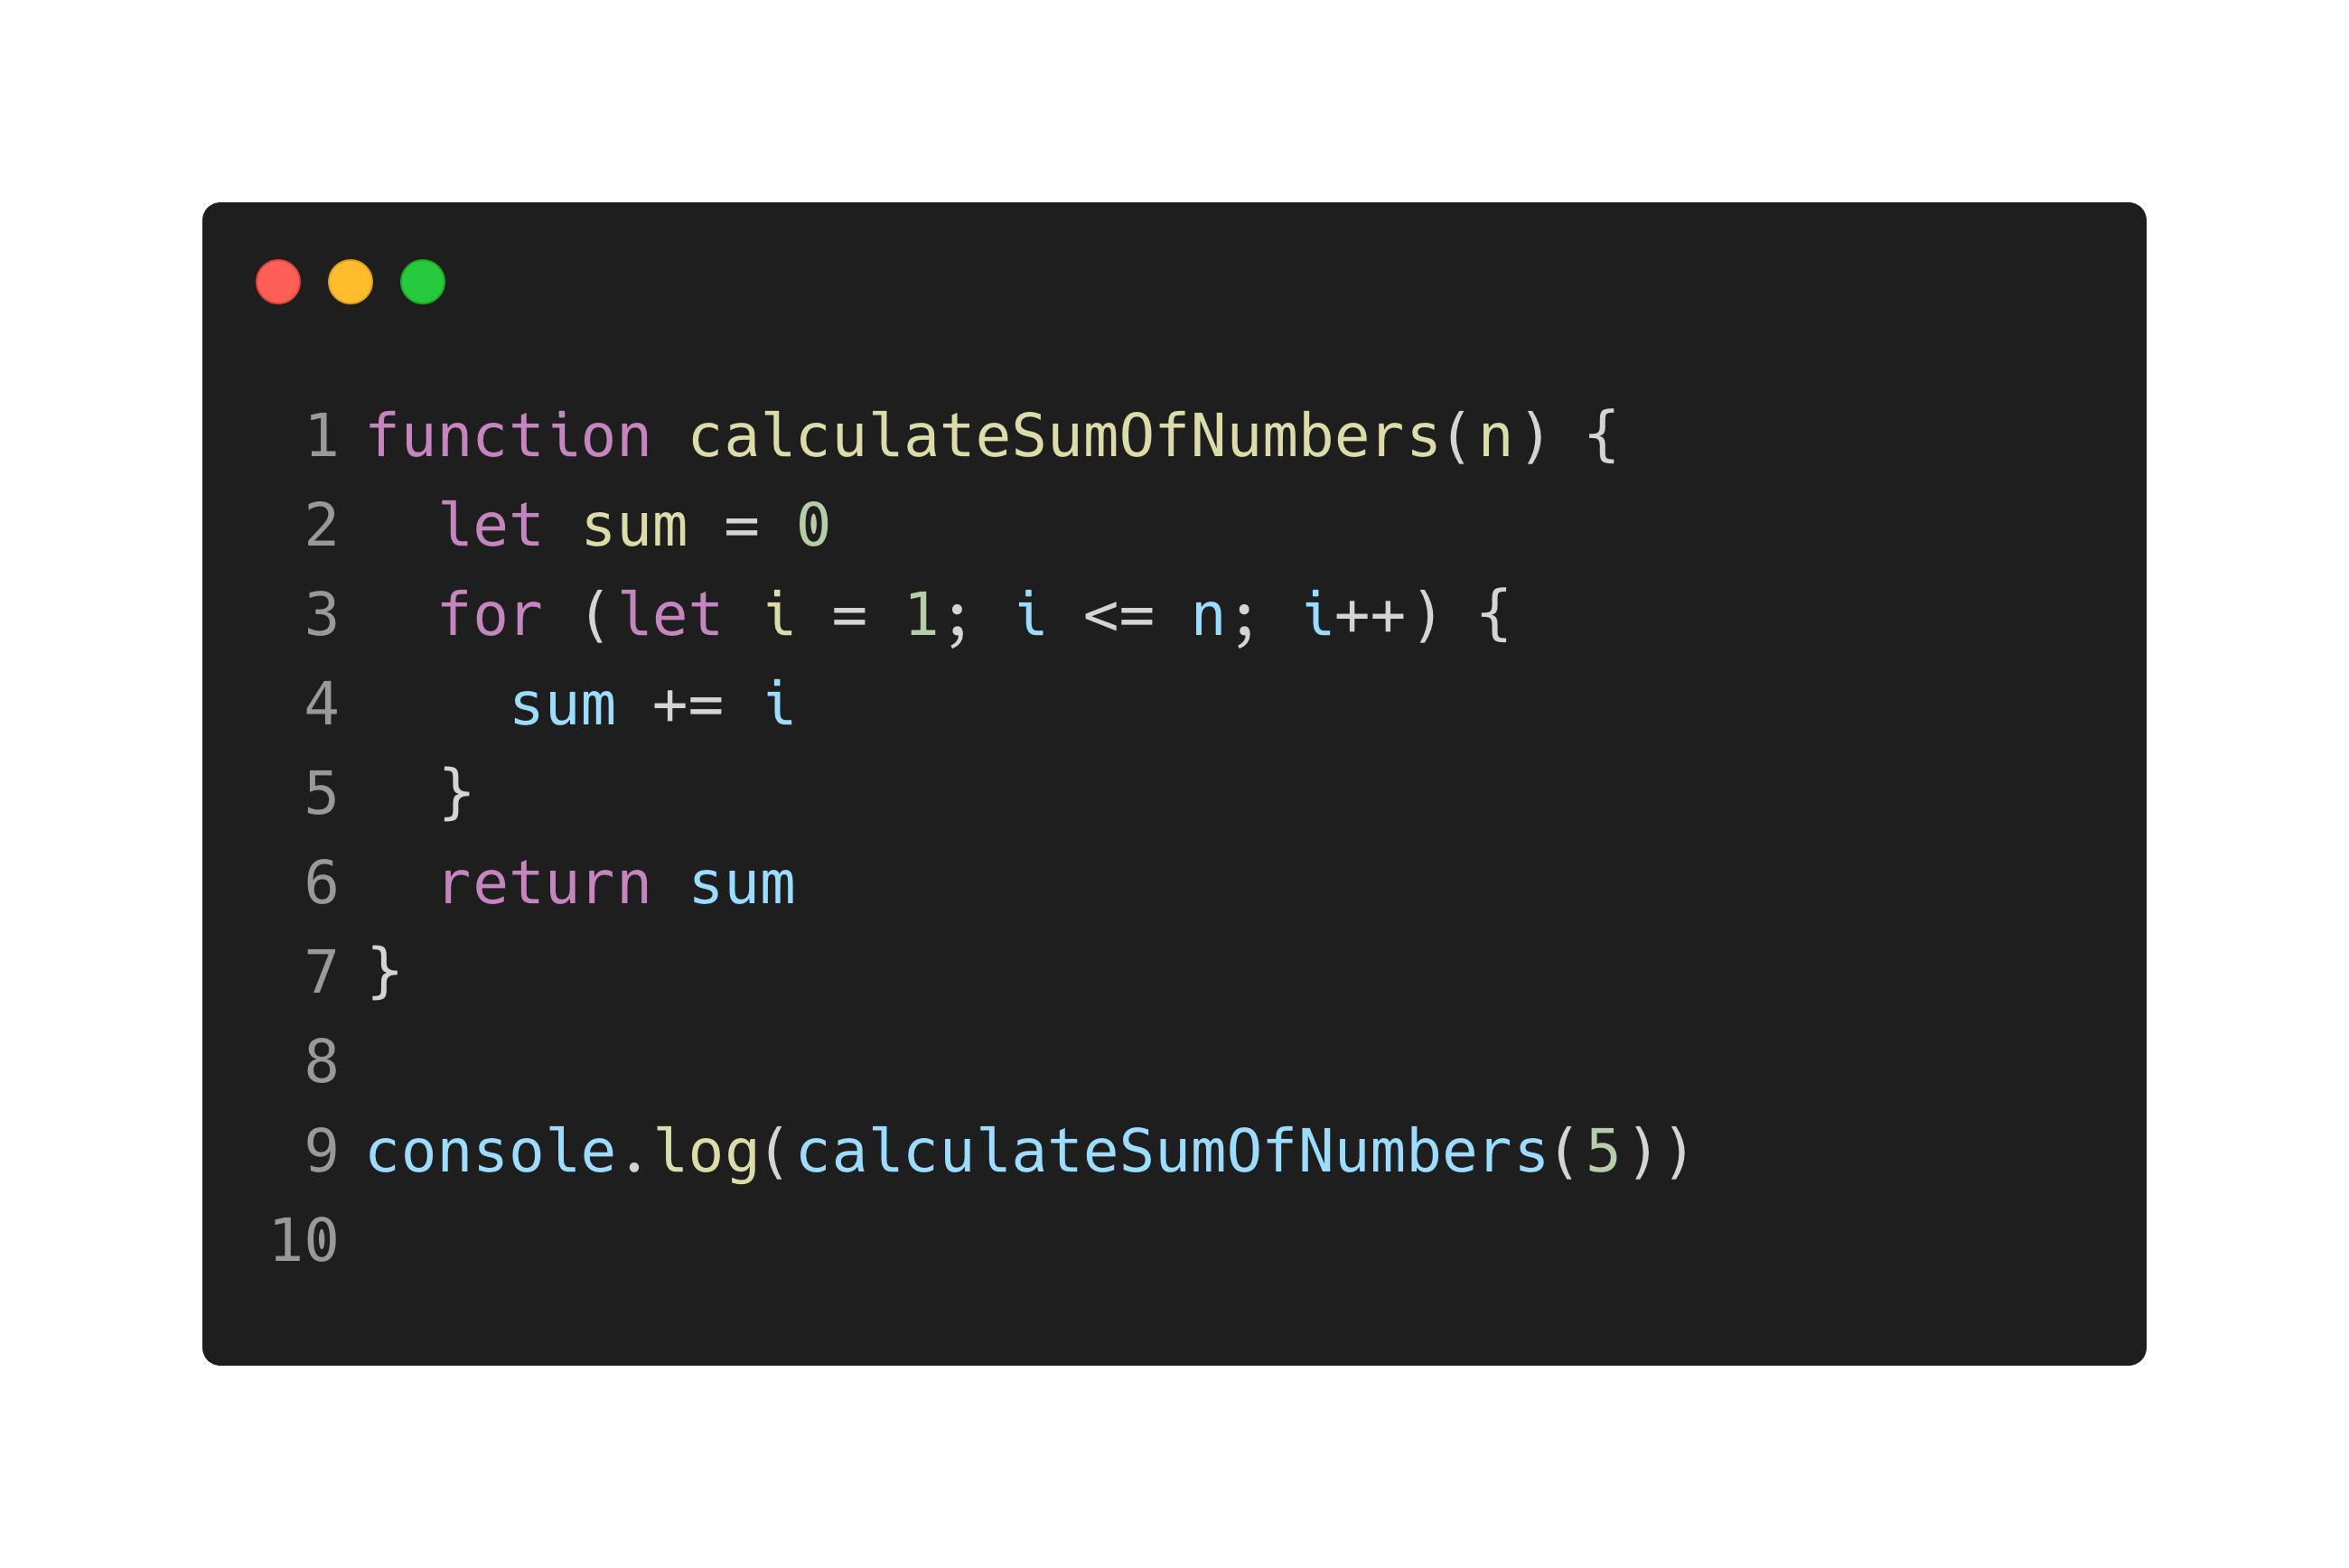 1 function calculateSumOfNumbers(n) {
2   let sum = 0
3   for (let i = 1; i <= n; i++) {
4     sum += i
5   }
6   return sum
7 }
8
9 console.log(calculateSumOfNumbers(5))
10